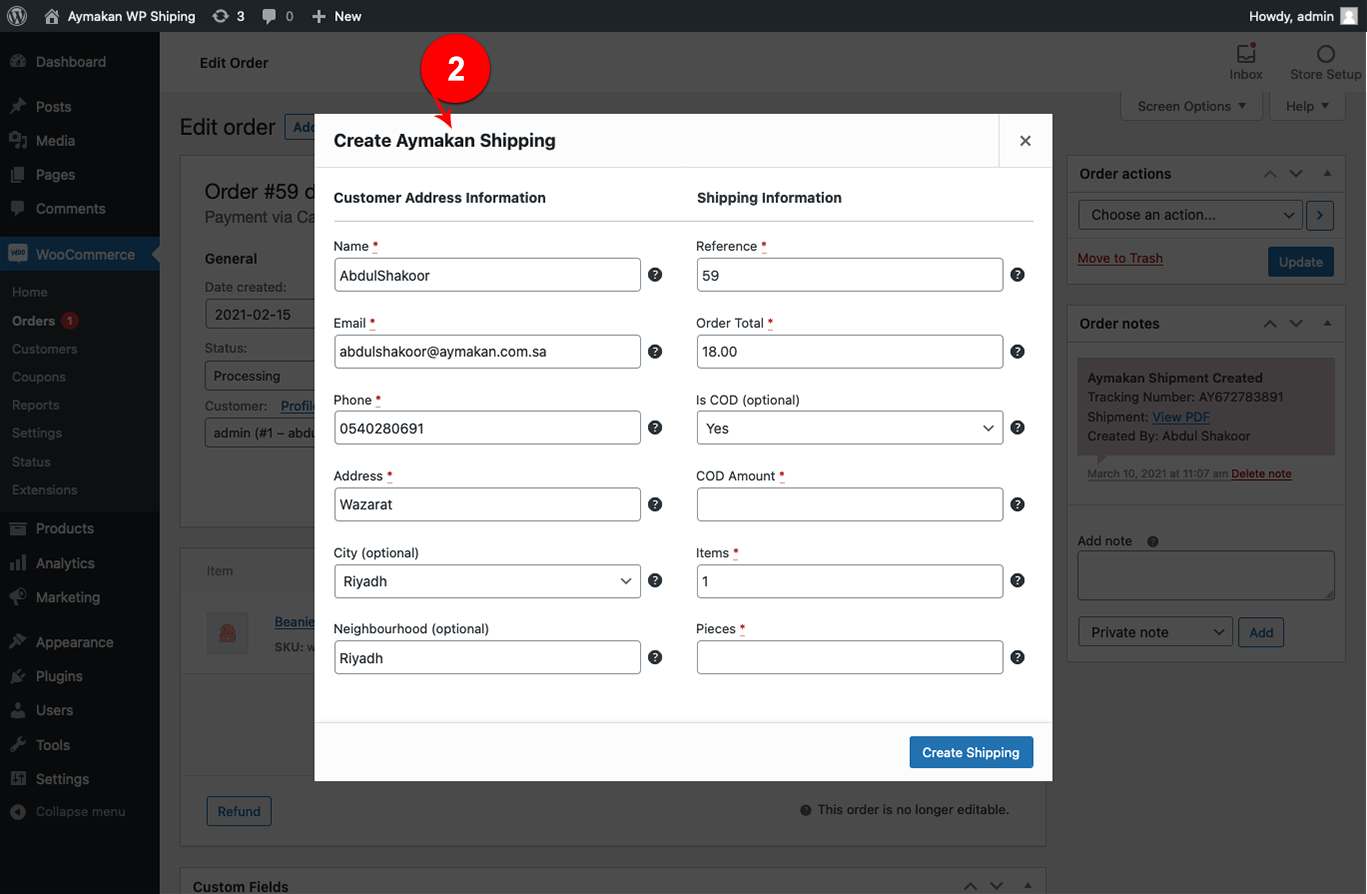 Aymakan WP Shiping 3 0 New Howdy, admin
Dashboard
Posts
Media
Pages
Comments
WooCommerce
Home
Orders 1
Customers
Coupons
Reports
Settings
Status
Extensions
Products
Analytics
Marketing
Appearance
Plugins
Users
Tools
Settings
Collapse menu
Edit Order
Inbox
Store Setup
Screen Options
Help
2
Edit order
Order #59
Payment via
General
Date created:
2021-02-15
Status:
Processing
Customer:
admin (#1 –
Item
SKU:
Refund
This order is no longer editable.
Custom Fields
Create Aymakan Shipping
×
Customer Address Information
Name *
AbdulShakoor
Email *
abdulshakoor@aymakan.com.sa
Phone *
0540280691
Address *
Wazarat
City (optional)
Riyadh
Neighbourhood (optional)
Riyadh
Shipping Information
Reference *
59
Order Total *
18.00
Is COD (optional)
Yes
COD Amount *
Items *
1
Pieces *
Create Shipping
Order actions
Choose an action...
Move to Trash
Update
Order notes
Aymakan Shipment Created
Tracking Number: AY672783891
Shipment: View PDF
Created By: Abdul Shakoor
March 10, 2021 at 11:07 am Delete note
Add note
Private note
Add